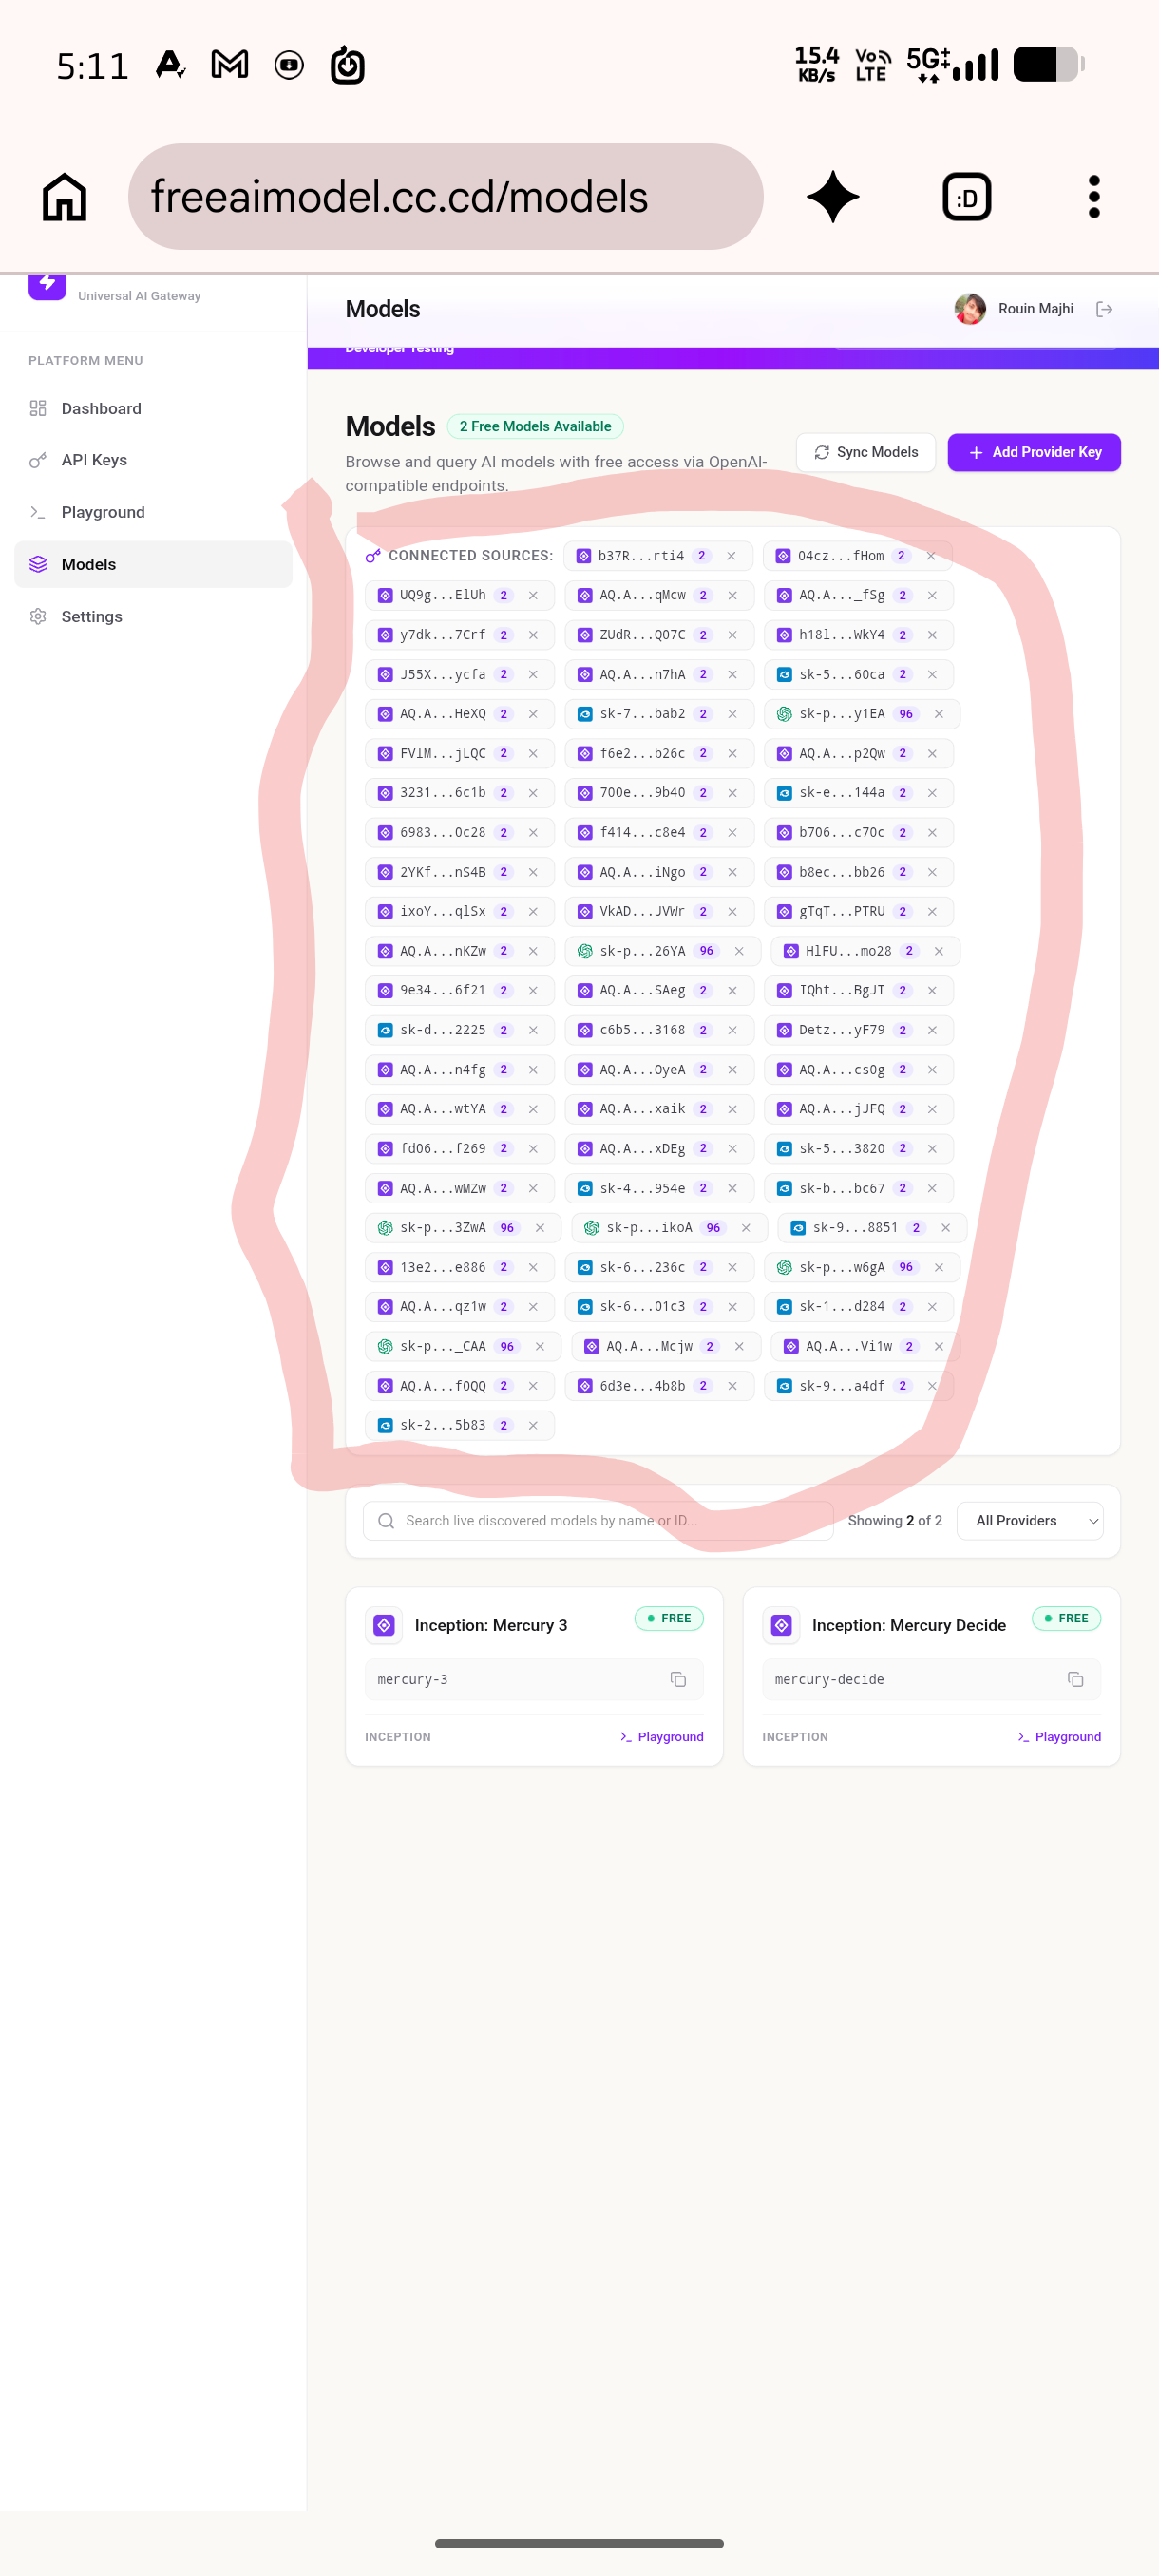 5:11
15.4 KB/s
Vo LTE
5G
freeaimodel.cc.cd/models
:D
Universal AI Gateway
Models
Rouin Majhi
Developer Testing
PLATFORM MENU
Dashboard
API Keys
Playground
Models
Settings
Models 2 Free Models Available
Browse and query AI models with free access via OpenAI-
compatible endpoints.
Sync Models
Add Provider Key
CONNECTED SOURCES: b37R...rti4 2 04cz...fHom 2
UQ9g...ElUh 2 AQ.A...qMcw 2 AQ.A..._fSg 2
y7dk...7Crf 2 ZUdR...QO7C 2 h18l...WkY4 2
J55X...ycfa 2 AQ.A...n7hA 2 sk-5...60ca 2
AQ.A...HeXQ 2 sk-7...bab2 2 sk-p...y1EA 96
FVlM...jLQC 2 f6e2...b26c 2 AQ.A...p2Qw 2
3231...6c1b 2 700e...9b40 2 sk-e...144a 2
6983...0c28 2 f414...c8e4 2 b706...c70c 2
2YKf...nS4B 2 AQ.A...iNgo 2 b8ec...bb26 2
ixoY...qlSx 2 VkAD...JVWr 2 gTqT...PTRU 2
AQ.A...nKZw 2 sk-p...26YA 96 HlFU...mo28 2
9e34...6f21 2 AQ.A...SAeg 2 IQht...BgJT 2
sk-d...2225 2 c6b5...3168 2 Detz...yF79 2
AQ.A...n4fg 2 AQ.A...OyeA 2 AQ.A...cs0g 2
AQ.A...wtYA 2 AQ.A...xaik 2 AQ.A...jJFQ 2
fd06...f269 2 AQ.A...xDEg 2 sk-5...3820 2
AQ.A...wMZw 2 sk-4...954e 2 sk-b...bc67 2
sk-p...3ZwA 96 sk-p...ikoA 96 sk-9...8851 2
13e2...e886 2 sk-6...236c 2 sk-p...w6gA 96
AQ.A...qz1w 2 sk-6...01c3 2 sk-1...d284 2
sk-p..._CAA 96 AQ.A...Mcjw 2 AQ.A...Vi1w 2
AQ.A...f0QQ 2 6d3e...4b8b 2 sk-9...a4df 2
sk-2...5b83 2
Search live discovered models by name or ID...
Showing 2 of 2
All Providers
Inception: Mercury 3
FREE
mercury-3
INCEPTION
Playground
Inception: Mercury Decide
FREE
mercury-decide
INCEPTION
Playground